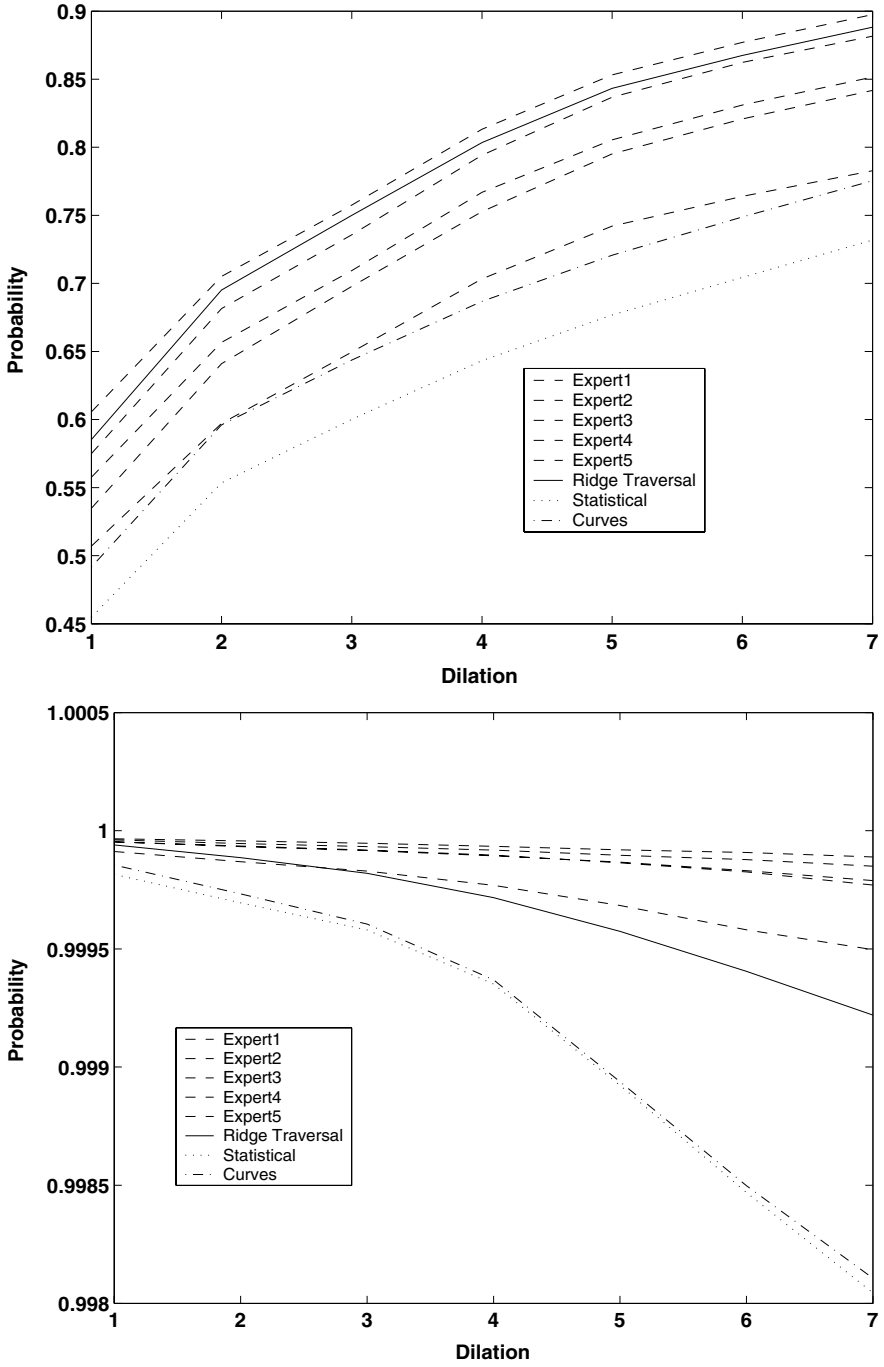 0.9
0.85
0.8
0.75
0.7
0.65
0.6
0.55
0.5
0.45
Probability
Expert1
Expert2
Expert3
Expert4
Expert5
Ridge Traversal
Statistical
Curves
1 2 3 4 5 6 7
Dilation
1.0005
1
0.9995
0.999
0.9985
0.998
Probability
Expert1
Expert2
Expert3
Expert4
Expert5
Ridge Traversal
Statistical
Curves
1 2 3 4 5 6 7
Dilation